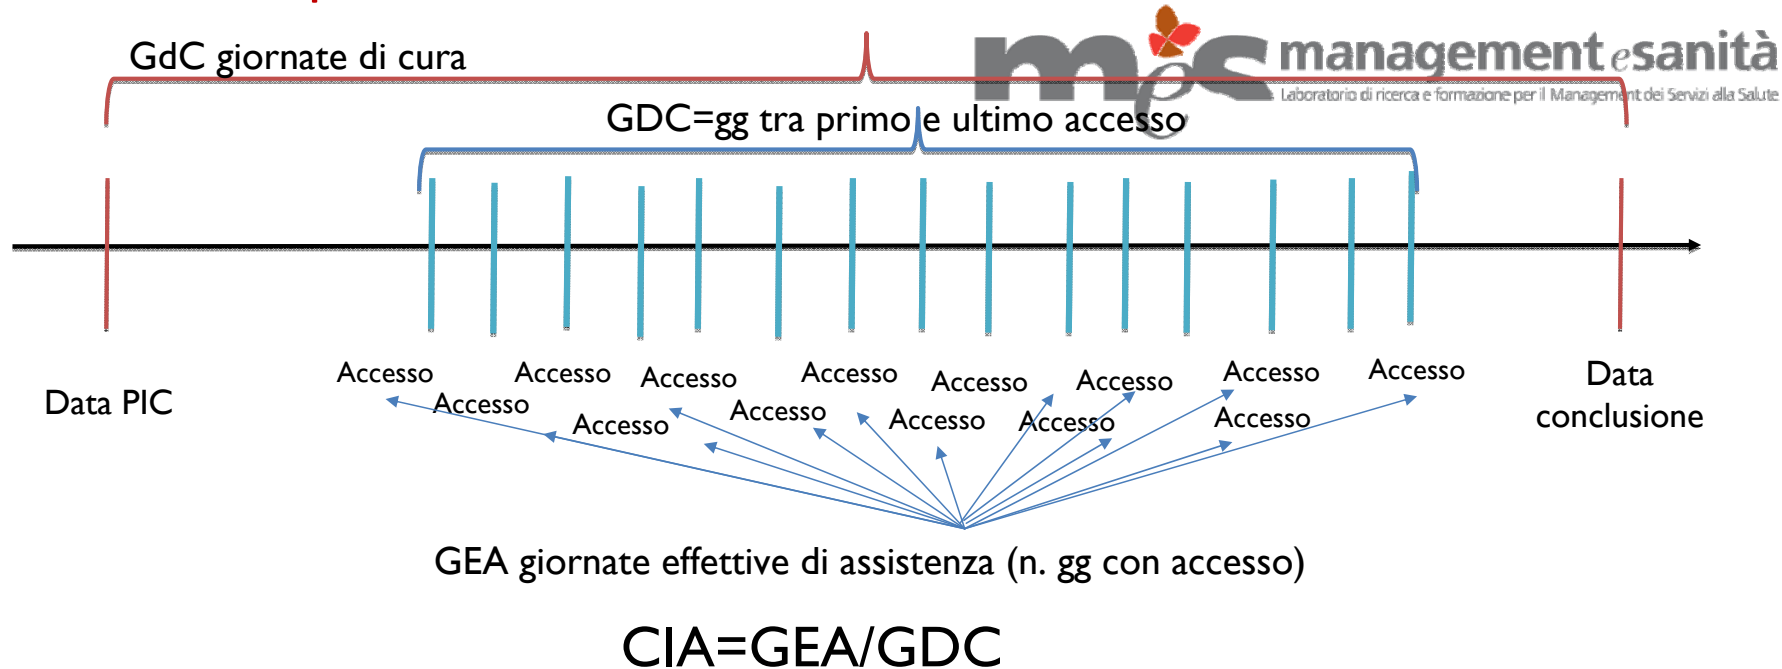 GdC giornate di cura
mes management e sanità
Laboratorio di ricerca e formazione per il Management dei Servizi alla Salute
GDC=gg tra primo e ultimo accesso
Accesso
Accesso
Accesso
Accesso
Accesso
Accesso
Accesso
Accesso
Accesso
Accesso
Accesso
Accesso
Accesso
Accesso
Data PIC
Data
conclusione
GEA giornate effettive di assistenza (n. gg con accesso)
CIA=GEA/GDC